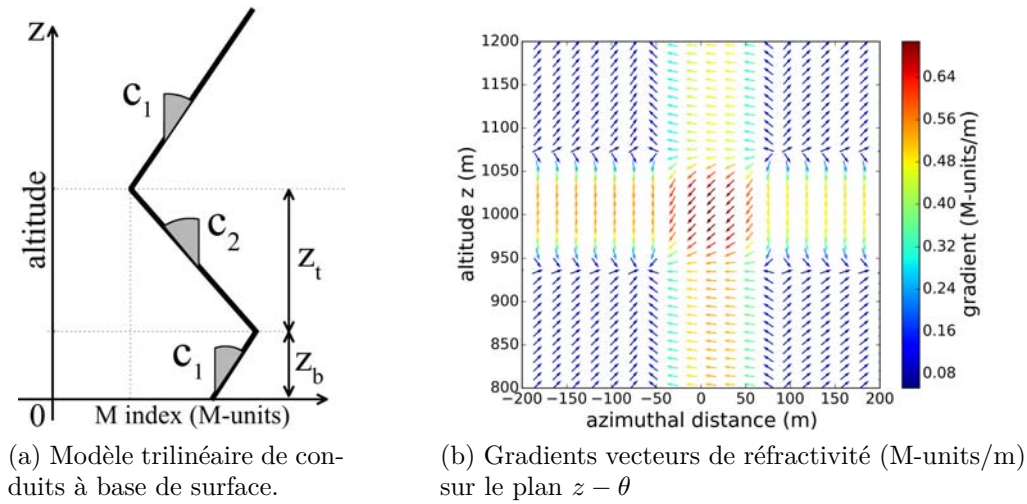 z
altitude
c₁
c₂
zₜ
c₁
z_b
0
M index (M-units)
(a) Modèle trilinéaire de con-
duits à base de surface.
1200
1150
1100
1050
1000
950
900
850
800
altitude z (m)
−200 −150 −100 −50 0 50 100 150 200
azimuthal distance (m)
0.64
0.56
0.48
0.40
0.32
0.24
0.16
0.08
gradient (M-units/m)
(b) Gradients vecteurs de réfractivité (M-units/m)
sur le plan z − θ